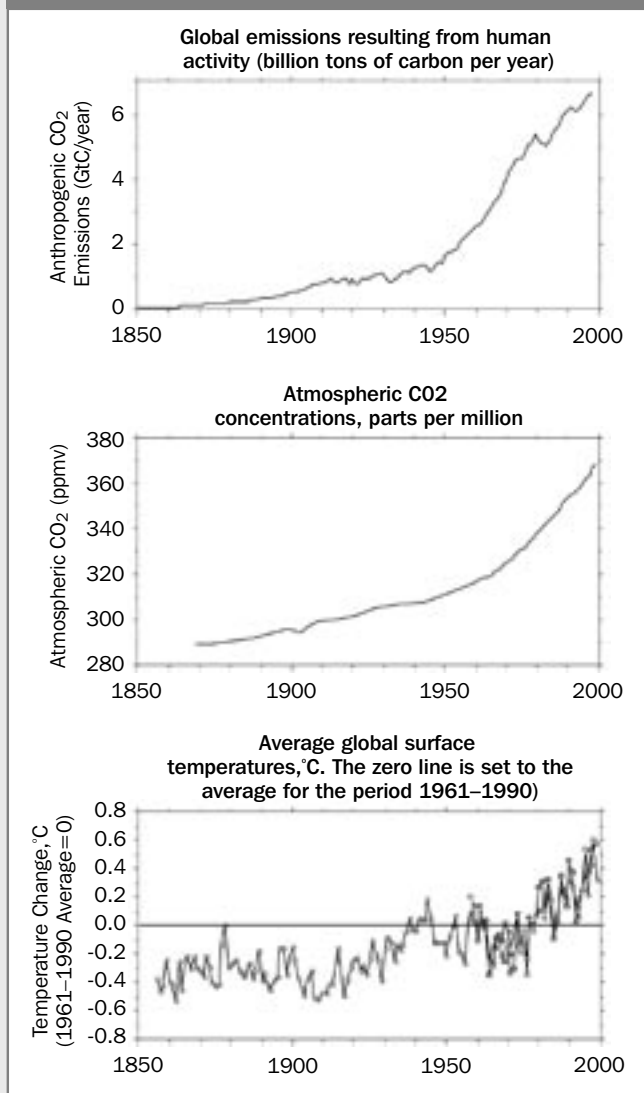 Global emissions resulting from human
activity (billion tons of carbon per year)
Anthropogenic CO₂
Emissions (GtC/year)
6
4
2
0
1850
1900
1950
2000
Atmospheric C02
concentrations, parts per million
Atmospheric CO₂ (ppmv)
380
360
340
320
300
280
1850
1900
1950
2000
Average global surface
temperatures,°C. The zero line is set to the
average for the period 1961–1990)
Temperature Change,°C
(1961–1990 Average=0)
0.8
0.6
0.4
0.2
0.0
-0.2
-0.4
-0.6
-0.8
1850
1900
1950
2000